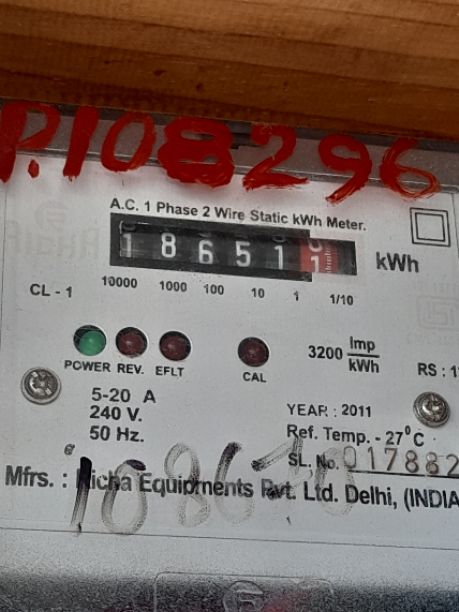 P.108296
A.C. 1 Phase 2 Wire Static kWh Meter.
1 8 6 5 1 1 kWh
CL - 1 10000 1000 100 10 1 1/10
POWER REV. EFLT CAL
3200 Imp/kWh
RS : 1
5-20 A
240 V.
50 Hz.
YEAR : 2011
Ref. Temp. - 27°C
SL. No. 017882
Mfrs. : Richa Equipments Pvt. Ltd. Delhi, (INDIA